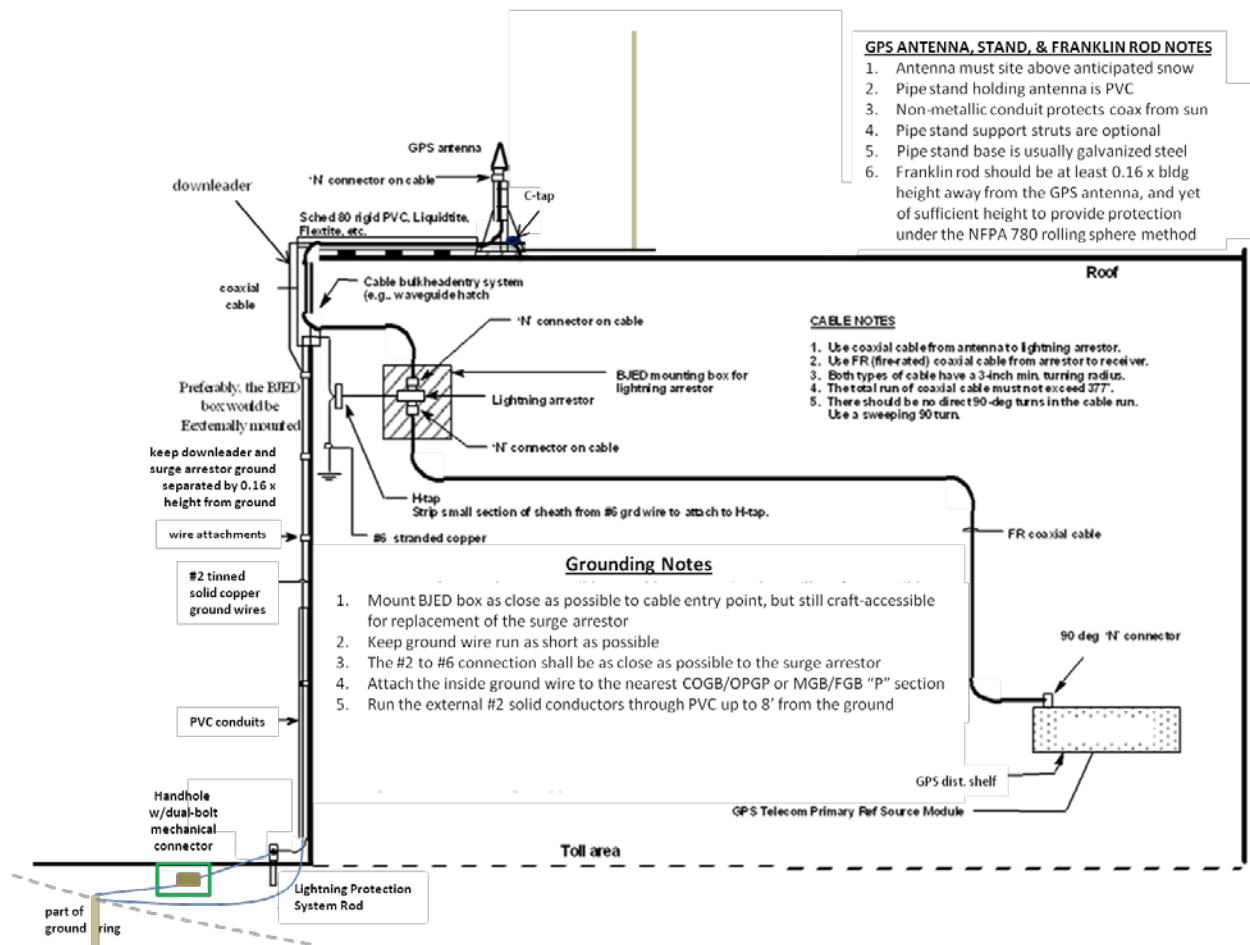 GPS ANTENNA, STAND, & FRANKLIN ROD NOTES
1. Antenna must site above anticipated snow
2. Pipe stand holding antenna is PVC
3. Non-metallic conduit protects coax from sun
4. Pipe stand support struts are optional
5. Pipe stand base is usually galvanized steel
6. Franklin rod should be at least 0.16 x bldg
height away from the GPS antenna, and yet
of sufficient height to provide protection
under the NFPA 780 rolling sphere method
GPS antenna
'N' connector on cable
downleader
C-tap
Sched 80 rigid PVC, Liquidtite,
Flextite, etc.
Roof
coaxial
cable
Cable bulkheadentry system
(e.g., waveguide hatch
'N' connector on cable
CABLE NOTES
1. Use coaxial cable from antenna to lightning arrestor.
2. Use FR (fire-rated) coaxial cable from arrestor to receiver.
3. Both types of cable have a 3-inch min. turning radius.
4. The total run of coaxial cable must not exceed 377'.
5. There should be no direct 90-deg turns in the cable run.
Use a sweeping 90 turn.
BJED mounting box for
lightning arrestor
Preferably, the BJED
box would be
Eexternally mounted
Lightning arrestor
'N' connector on cable
keep downleader and
surge arrestor ground
separated by 0.16 x
height from ground
H-tap
Strip small section of sheath from #6 grd wire to attach to H-tap.
wire attachments
#6 stranded copper
FR coaxial cable
Grounding Notes
#2 tinned
solid copper
ground wires
1. Mount BJED box as close as possible to cable entry point, but still craft-accessible
for replacement of the surge arrestor
2. Keep ground wire run as short as possible
3. The #2 to #6 connection shall be as close as possible to the surge arrestor
4. Attach the inside ground wire to the nearest COGB/OPGP or MGB/FGB "P" section
5. Run the external #2 solid conductors through PVC up to 8' from the ground
90 deg 'N' connector
PVC conduits
GPS dist. shelf
GPS Telecom Primary Ref Source Module
Handhole
w/dual-bolt
mechanical
connector
Toll area
Lightning Protection
System Rod
part of
ground ring